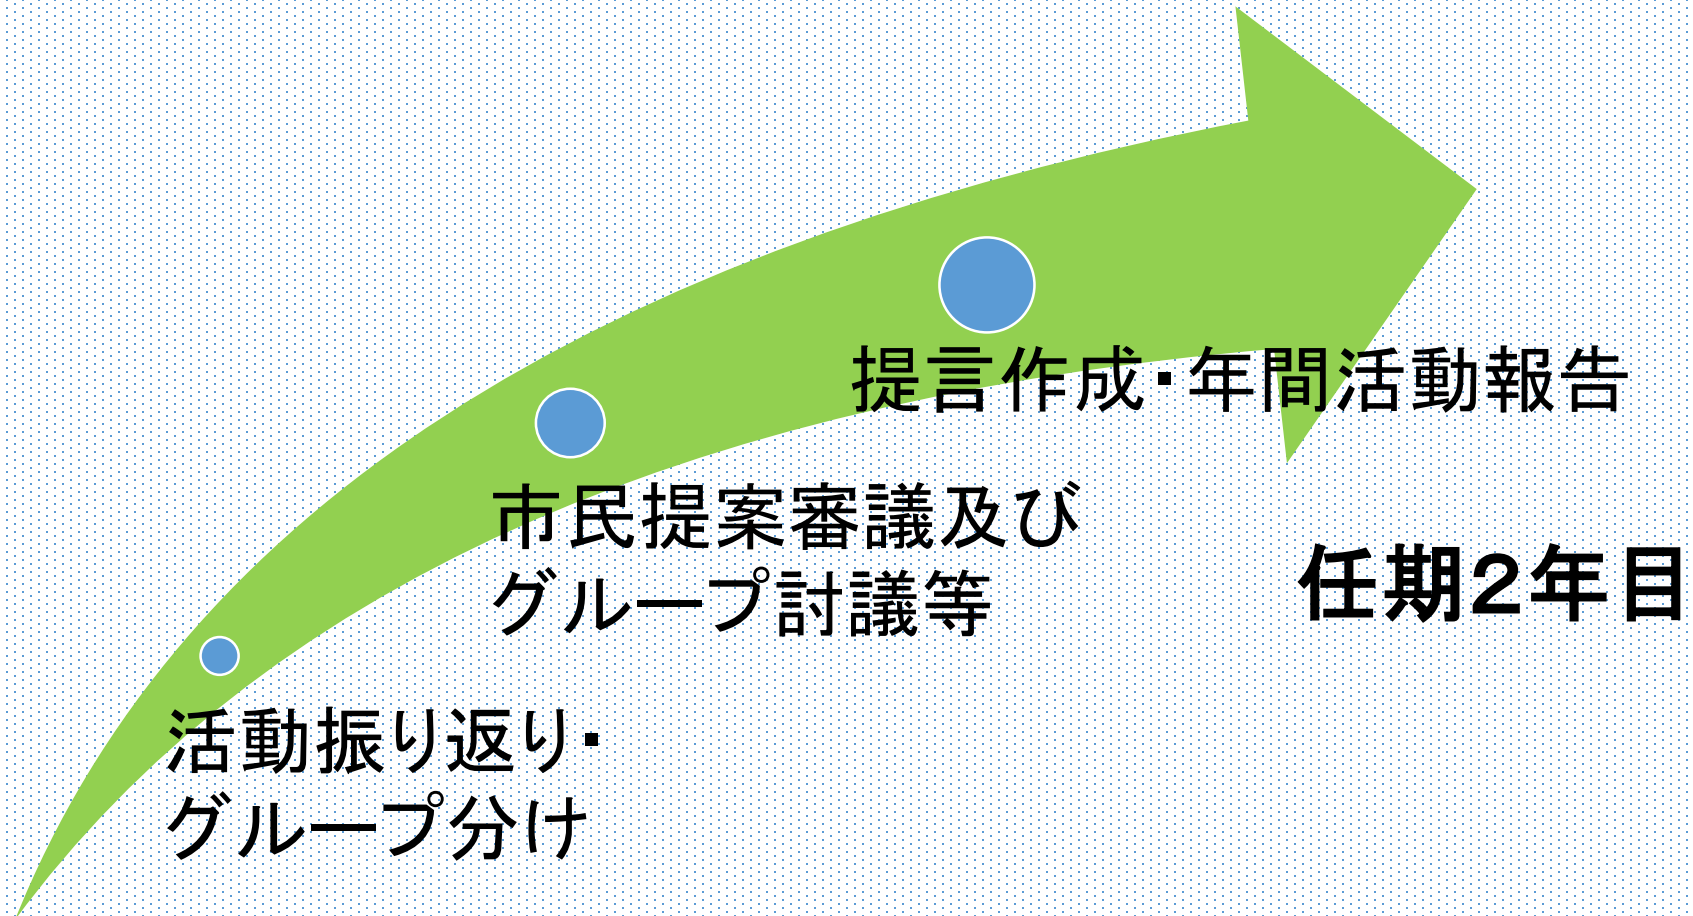 提言作成・年間活動報告
市民提案審議及び
グループ討議等
任期２年目
活動振り返り・
グループ分け